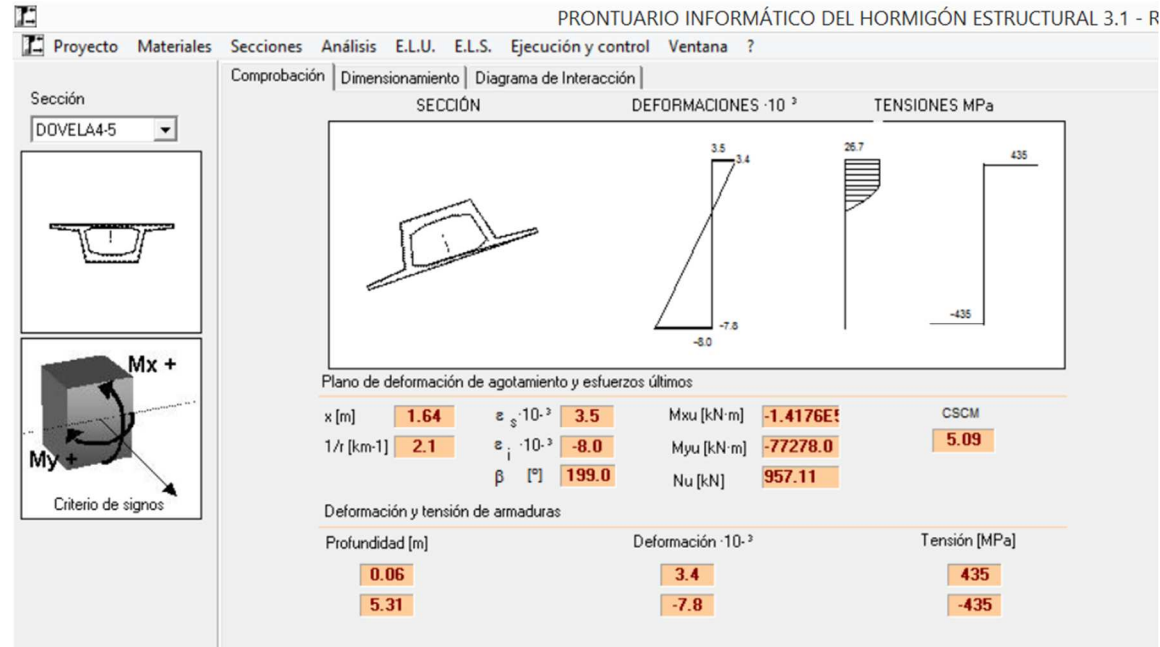 PRONTUARIO INFORMÁTICO DEL HORMIGÓN ESTRUCTURAL 3.1 - R
Proyecto Materiales Secciones Análisis E.L.U. E.L.S. Ejecución y control Ventana ?
Comprobación Dimensionamiento Diagrama de Interacción
Sección
DOVELA4-5
SECCIÓN DEFORMACIONES ·10 ³ TENSIONES MPa
3.5
3.4
26.7
435
-7.8
-8.0
-435
Mx +
My +
Criterio de signos
Plano de deformación de agotamiento y esfuerzos últimos
x [m] 1.64 ε s ·10-³ 3.5 Mxu [kN·m] -1.4176E5 CSCM
1/r [km-1] 2.1 ε i ·10-³ -8.0 Myu [kN·m] -77278.0 5.09
β [º] 199.0 Nu [kN] 957.11
Deformación y tensión de armaduras
Profundidad [m] Deformación ·10-³ Tensión [MPa]
0.06 3.4 435
5.31 -7.8 -435